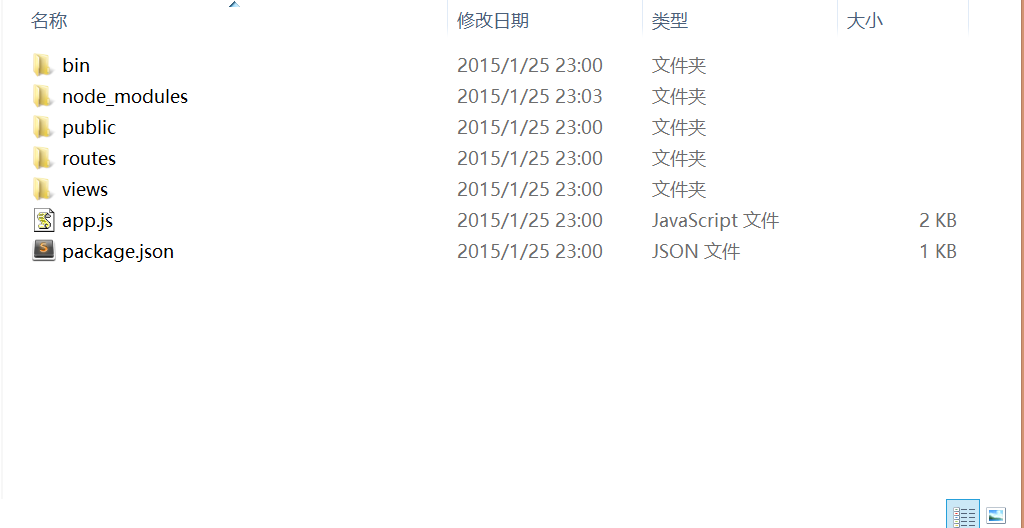 名称 修改日期 类型 大小
bin 2015/1/25 23:00 文件夹
node_modules 2015/1/25 23:03 文件夹
public 2015/1/25 23:00 文件夹
routes 2015/1/25 23:00 文件夹
views 2015/1/25 23:00 文件夹
app.js 2015/1/25 23:00 JavaScript 文件 2 KB
package.json 2015/1/25 23:00 JSON 文件 1 KB